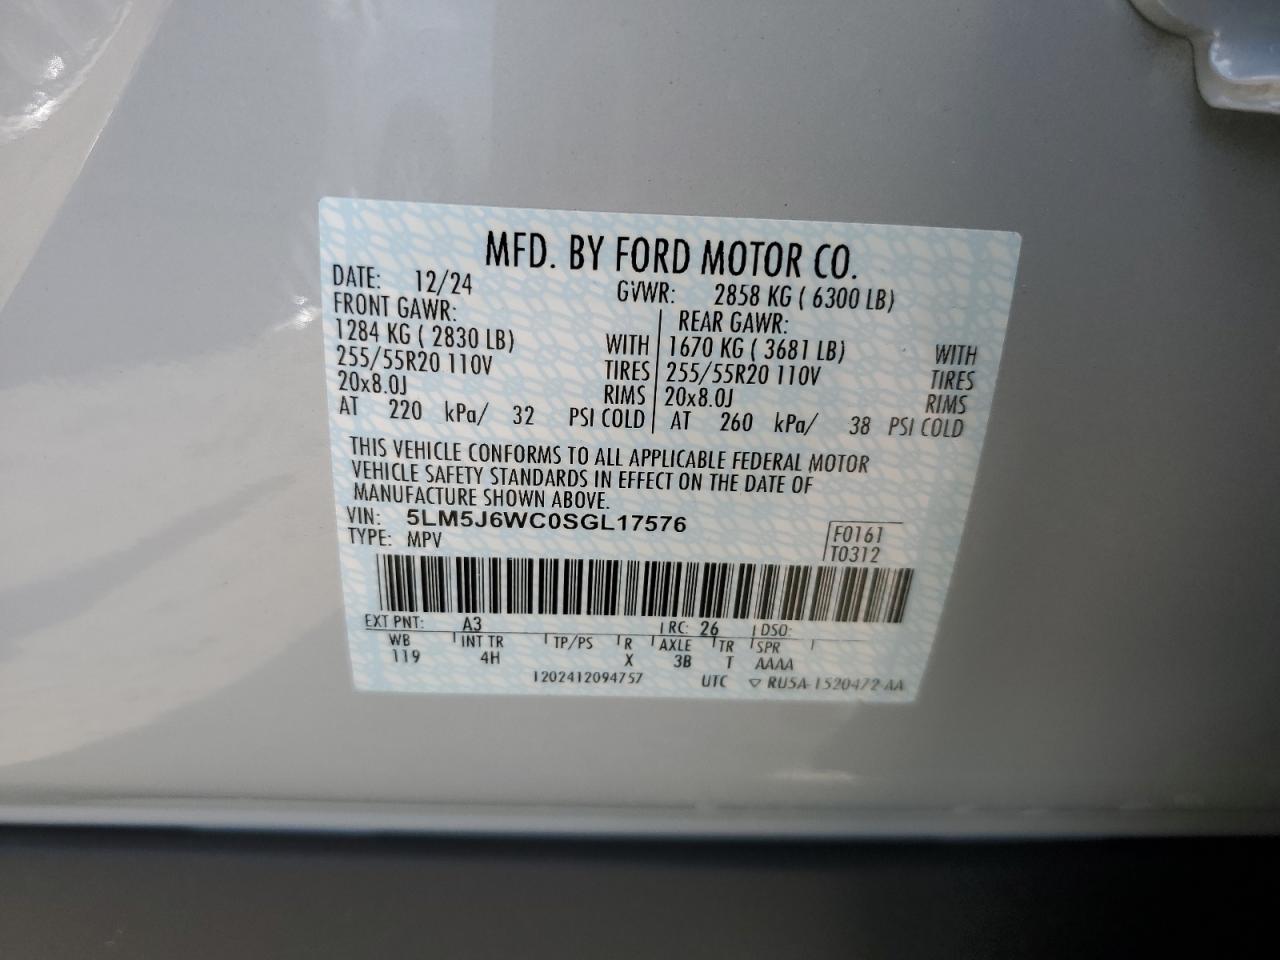 MFD. BY FORD MOTOR CO.
DATE: 12/24 GVWR: 2858 KG ( 6300 LB)
FRONT GAWR: REAR GAWR:
1284 KG ( 2830 LB) WITH 1670 KG ( 3681 LB) WITH
255/55R20 110V TIRES 255/55R20 110V TIRES
20x8.0J RIMS 20x8.0J RIMS
AT 220 kPa/ 32 PSI COLD AT 260 kPa/ 38 PSI COLD
THIS VEHICLE CONFORMS TO ALL APPLICABLE FEDERAL MOTOR
VEHICLE SAFETY STANDARDS IN EFFECT ON THE DATE OF
MANUFACTURE SHOWN ABOVE.
VIN: 5LM5J6WC0SGL17576 F0161
TYPE: MPV T0312
EXT PNT: A3 RC: 26 DSO:
WB INT TR TP/PS R AXLE TR SPR
119 4H X 3B T AAAA
1202412094757 UTC ▽ RU5A-1520472-AA